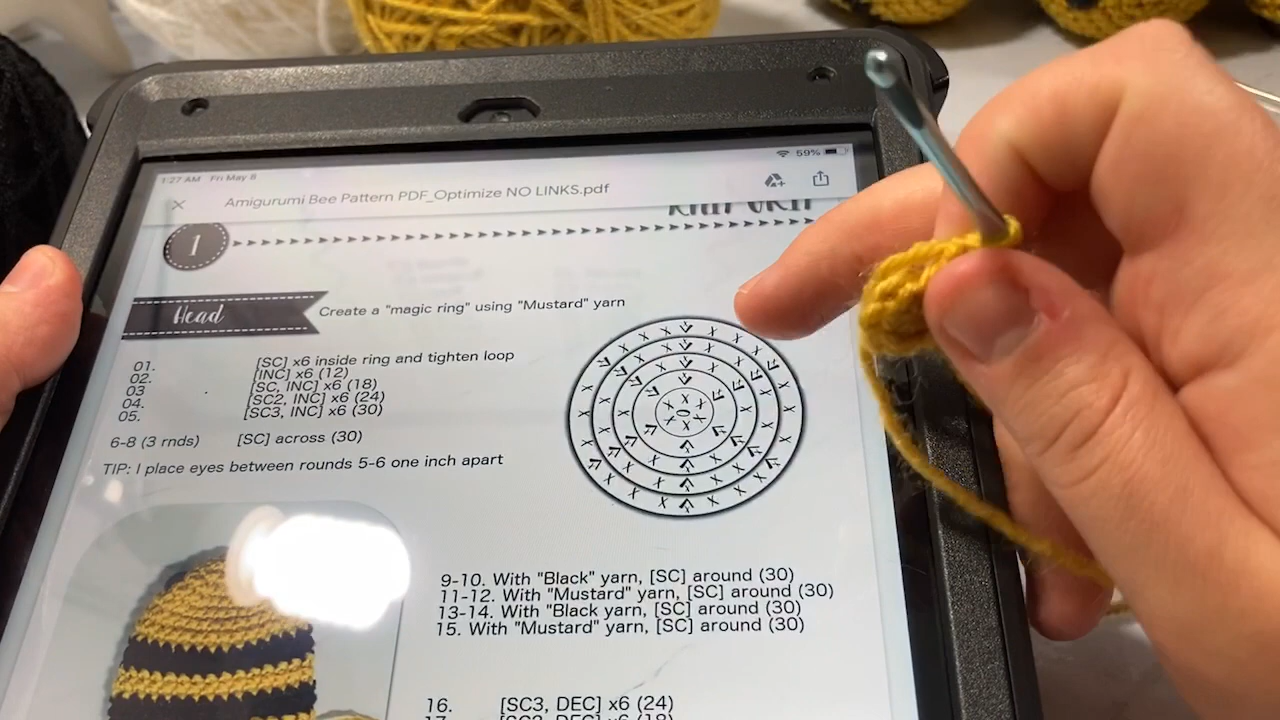 1:27 AM Fri May 8
59%
Amigurumi Bee Pattern PDF_Optimize NO LINKS.pdf
1
Head
Create a "magic ring" using "Mustard" yarn
01. [SC] x6 inside ring and tighten loop
02. [INC] x6 (12)
03 [SC, INC] x6 (18)
04. [SC2, INC] x6 (24)
05. [SC3, INC] x6 (30)
6-8 (3 rnds) [SC] across (30)
TIP: I place eyes between rounds 5-6 one inch apart
9-10. With "Black" yarn, [SC] around (30)
11-12. With "Mustard" yarn, [SC] around (30)
13-14. With "Black yarn, [SC] around (30)
15. With "Mustard" yarn, [SC] around (30)
16. [SC3, DEC] x6 (24)
17. [SC2, DEC] x6 (18)